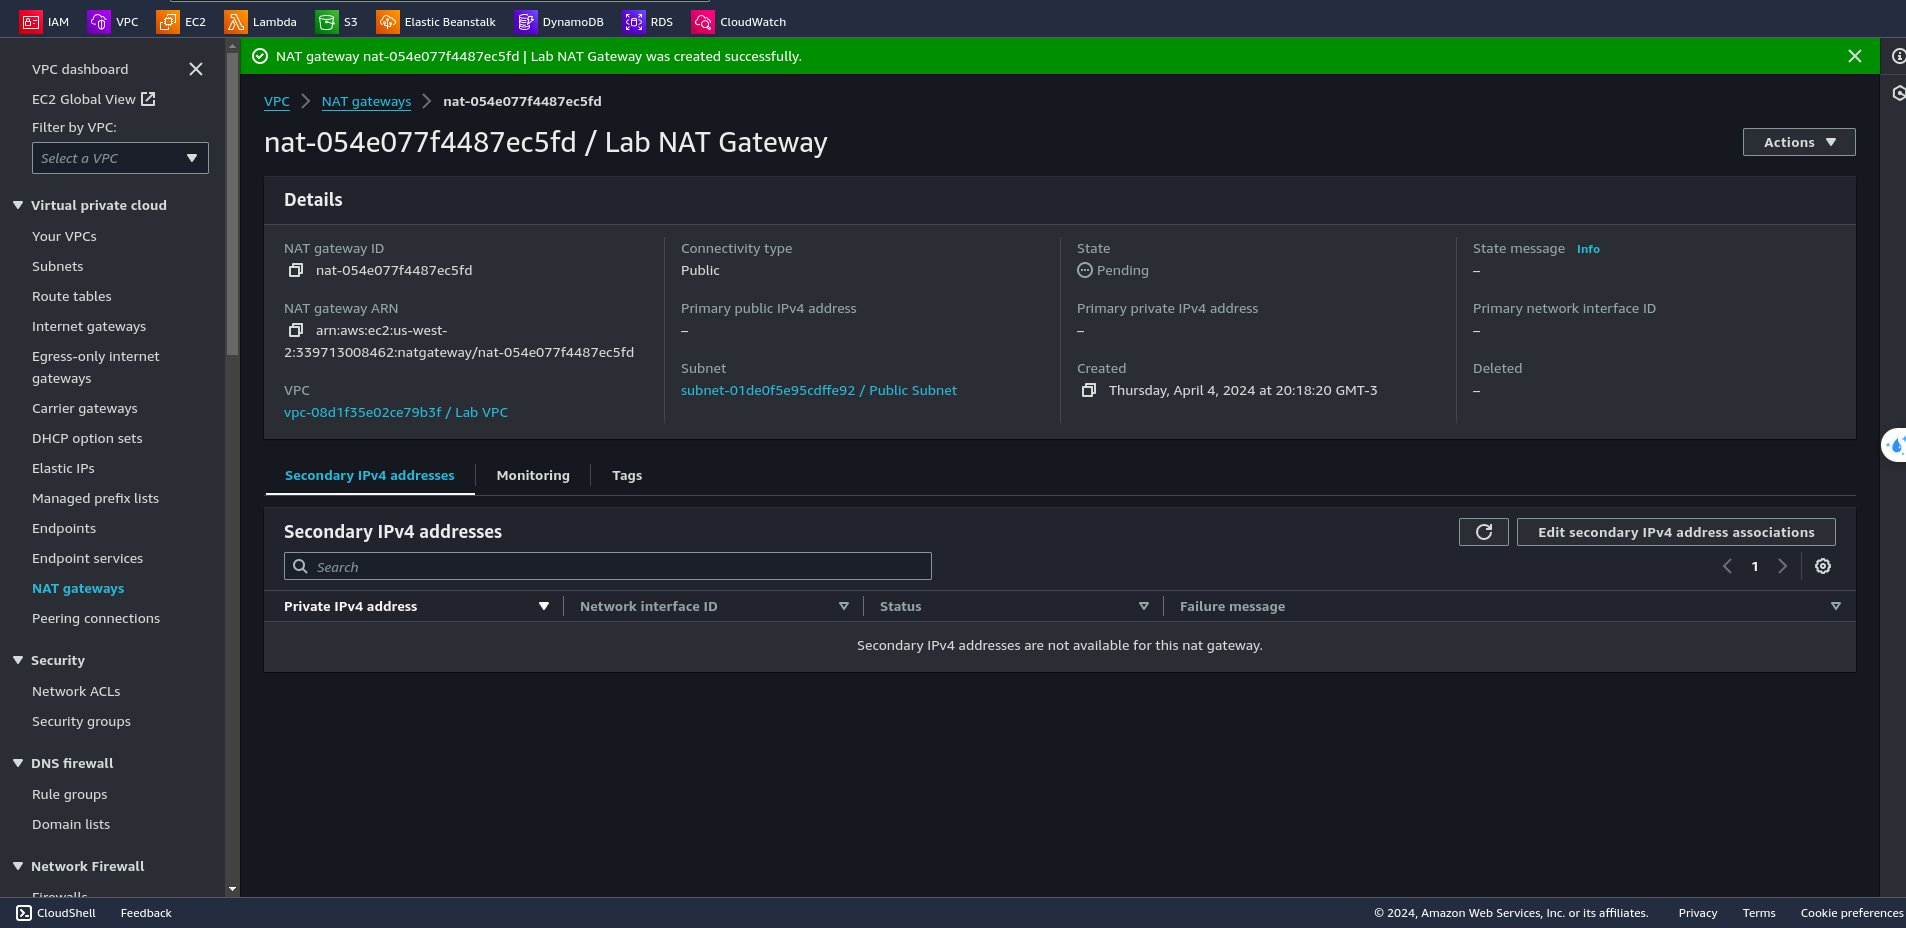 IAM VPC EC2 Lambda S3 Elastic Beanstalk DynamoDB RDS CloudWatch
VPC dashboard
EC2 Global View
Filter by VPC:
Select a VPC
Virtual private cloud
Your VPCs
Subnets
Route tables
Internet gateways
Egress-only internet
gateways
Carrier gateways
DHCP option sets
Elastic IPs
Managed prefix lists
Endpoints
Endpoint services
NAT gateways
Peering connections
Security
Network ACLs
Security groups
DNS firewall
Rule groups
Domain lists
Network Firewall
Firewalls
NAT gateway nat-054e077f4487ec5fd | Lab NAT Gateway was created successfully.
VPC NAT gateways nat-054e077f4487ec5fd
nat-054e077f4487ec5fd / Lab NAT Gateway
Actions
Details
NAT gateway ID
nat-054e077f4487ec5fd
NAT gateway ARN
arn:aws:ec2:us-west-
2:339713008462:natgateway/nat-054e077f4487ec5fd
VPC
vpc-08d1f35e02ce79b3f / Lab VPC
Connectivity type
Public
Primary public IPv4 address
–
Subnet
subnet-01de0f5e95cdffe92 / Public Subnet
State
Pending
Primary private IPv4 address
–
Created
Thursday, April 4, 2024 at 20:18:20 GMT-3
State message Info
–
Primary network interface ID
–
Deleted
–
Secondary IPv4 addresses Monitoring Tags
Secondary IPv4 addresses
Edit secondary IPv4 address associations
Search
1
Private IPv4 address Network interface ID Status Failure message
Secondary IPv4 addresses are not available for this nat gateway.
CloudShell Feedback © 2024, Amazon Web Services, Inc. or its affiliates. Privacy Terms Cookie preferences